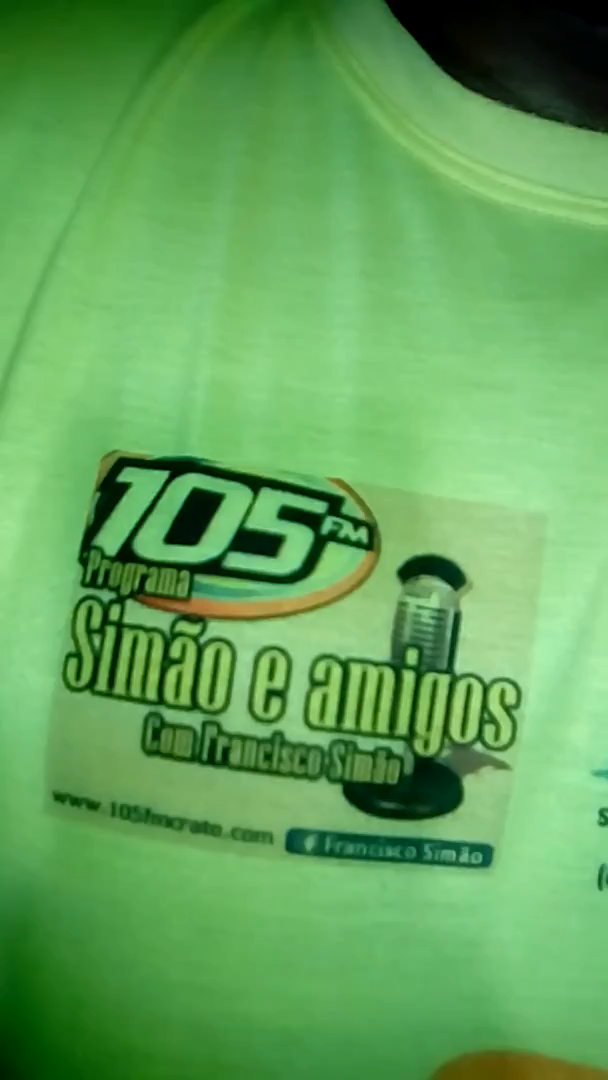 105 FM
Programa
Simão e amigos
Com Francisco Simão
www.105fmcrato.com
f Francisco Simão